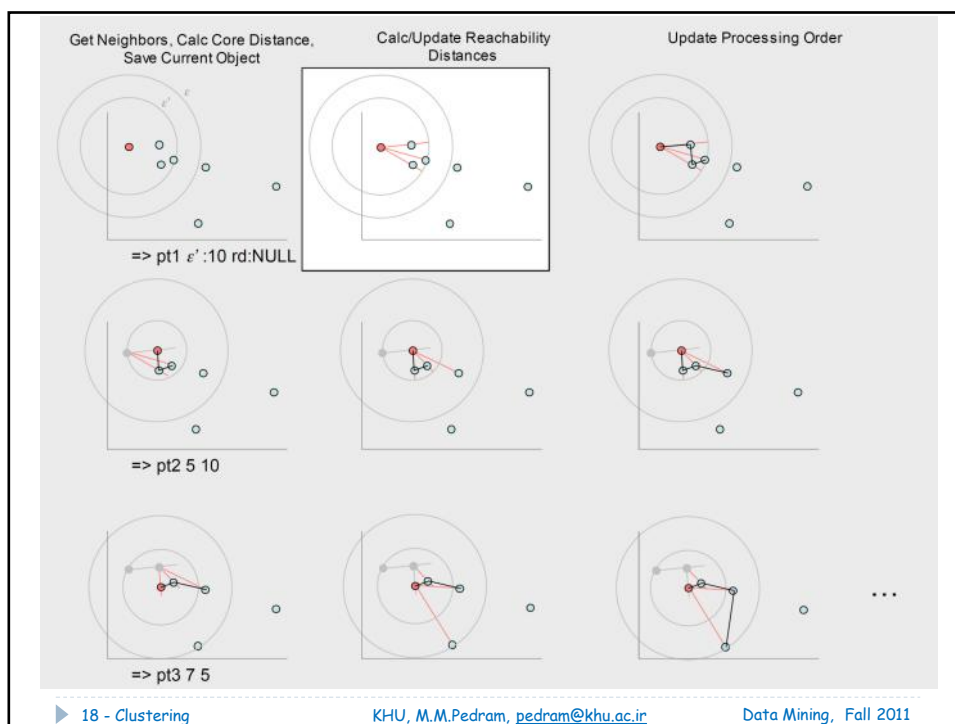 Get Neighbors, Calc Core Distance,
Save Current Object
Calc/Update Reachability
Distances
Update Processing Order
ε' ε
=> pt1 ε' :10 rd:NULL
=> pt2 5 10
...
=> pt3 7 5
18 - Clustering KHU, M.M.Pedram, pedram@khu.ac.ir Data Mining, Fall 2011